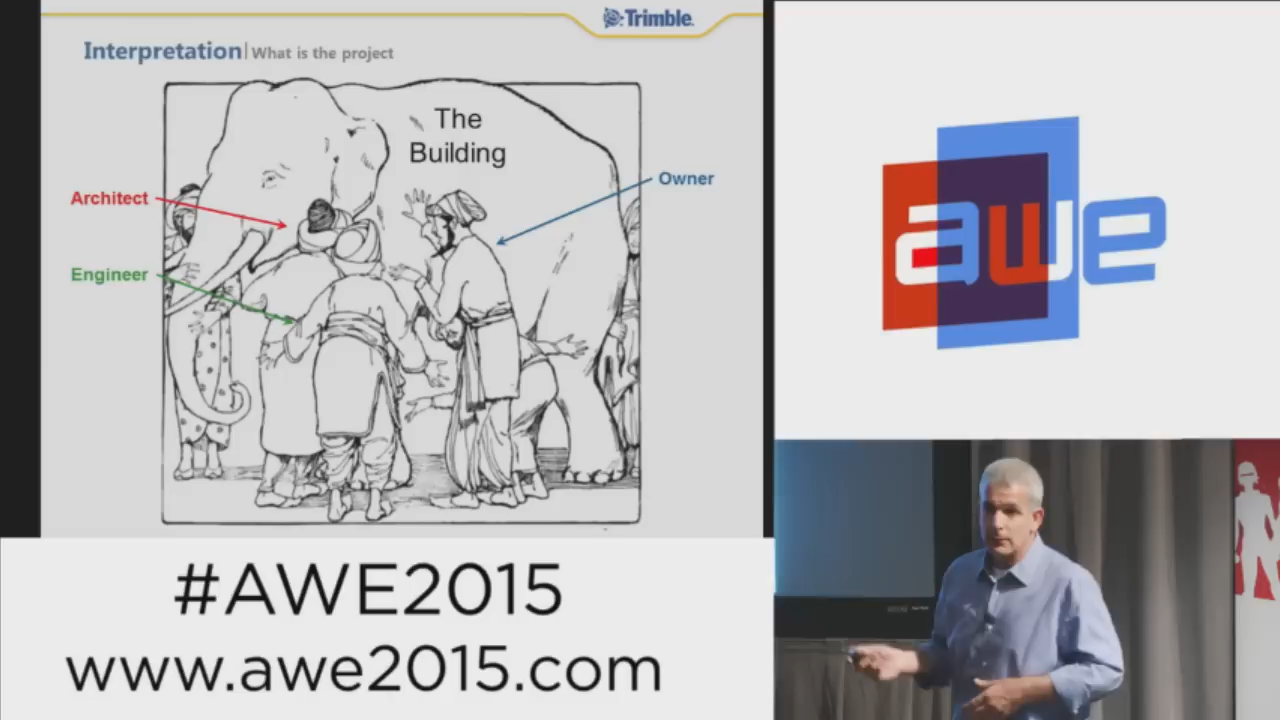 Trimble
Interpretation | What is the project
The
Building
Architect
Owner
Engineer
awe
#AWE2015
www.awe2015.com